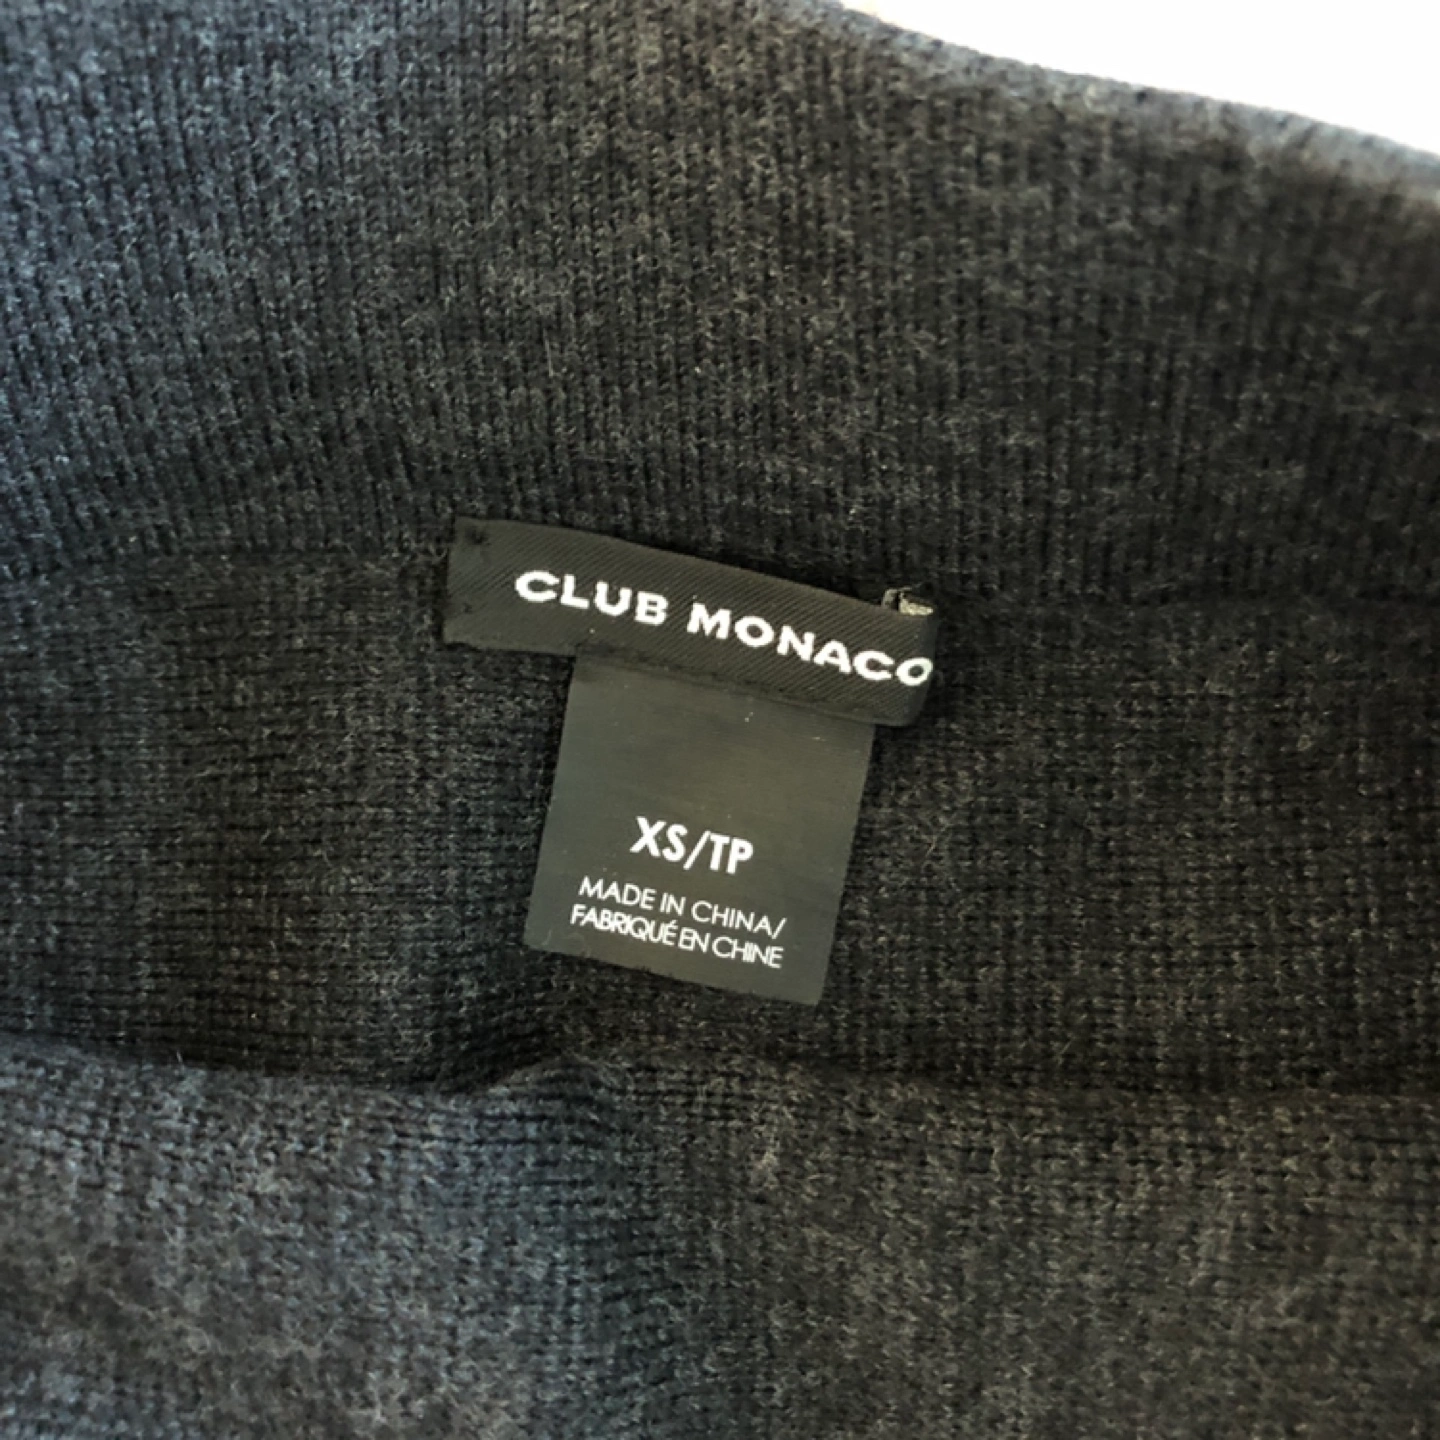 CLUB MONACO
XS/TP
MADE IN CHINA/
FABRIQUÉ EN CHINE